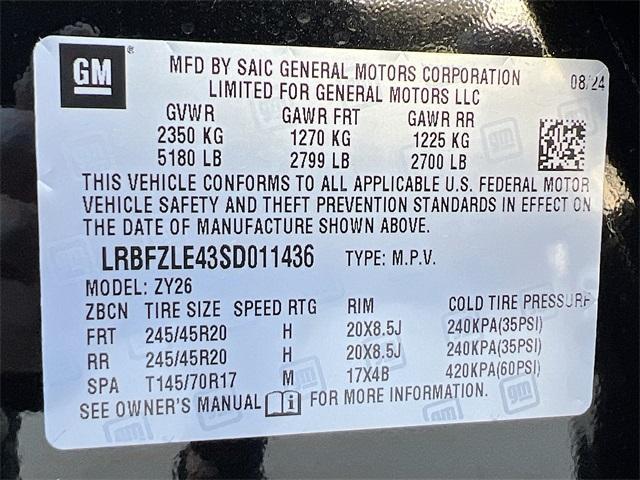 GM
MFD BY SAIC GENERAL MOTORS CORPORATION
LIMITED FOR GENERAL MOTORS LLC
08/24
GVWR GAWR FRT GAWR RR
2350 KG 1270 KG 1225 KG
5180 LB 2799 LB 2700 LB
THIS VEHICLE CONFORMS TO ALL APPLICABLE U.S. FEDERAL MOTOR
VEHICLE SAFETY AND THEFT PREVENTION STANDARDS IN EFFECT ON
THE DATE OF MANUFACTURE SHOWN ABOVE.
LRBFZLE43SD011436 TYPE: M.P.V.
MODEL: ZY26
ZBCN TIRE SIZE SPEED RTG RIM COLD TIRE PRESSURE
FRT 245/45R20 H 20X8.5J 240KPA(35PSI)
RR 245/45R20 H 20X8.5J 240KPA(35PSI)
SPA T145/70R17 M 17X4B 420KPA(60PSI)
SEE OWNER'S MANUAL FOR MORE INFORMATION.